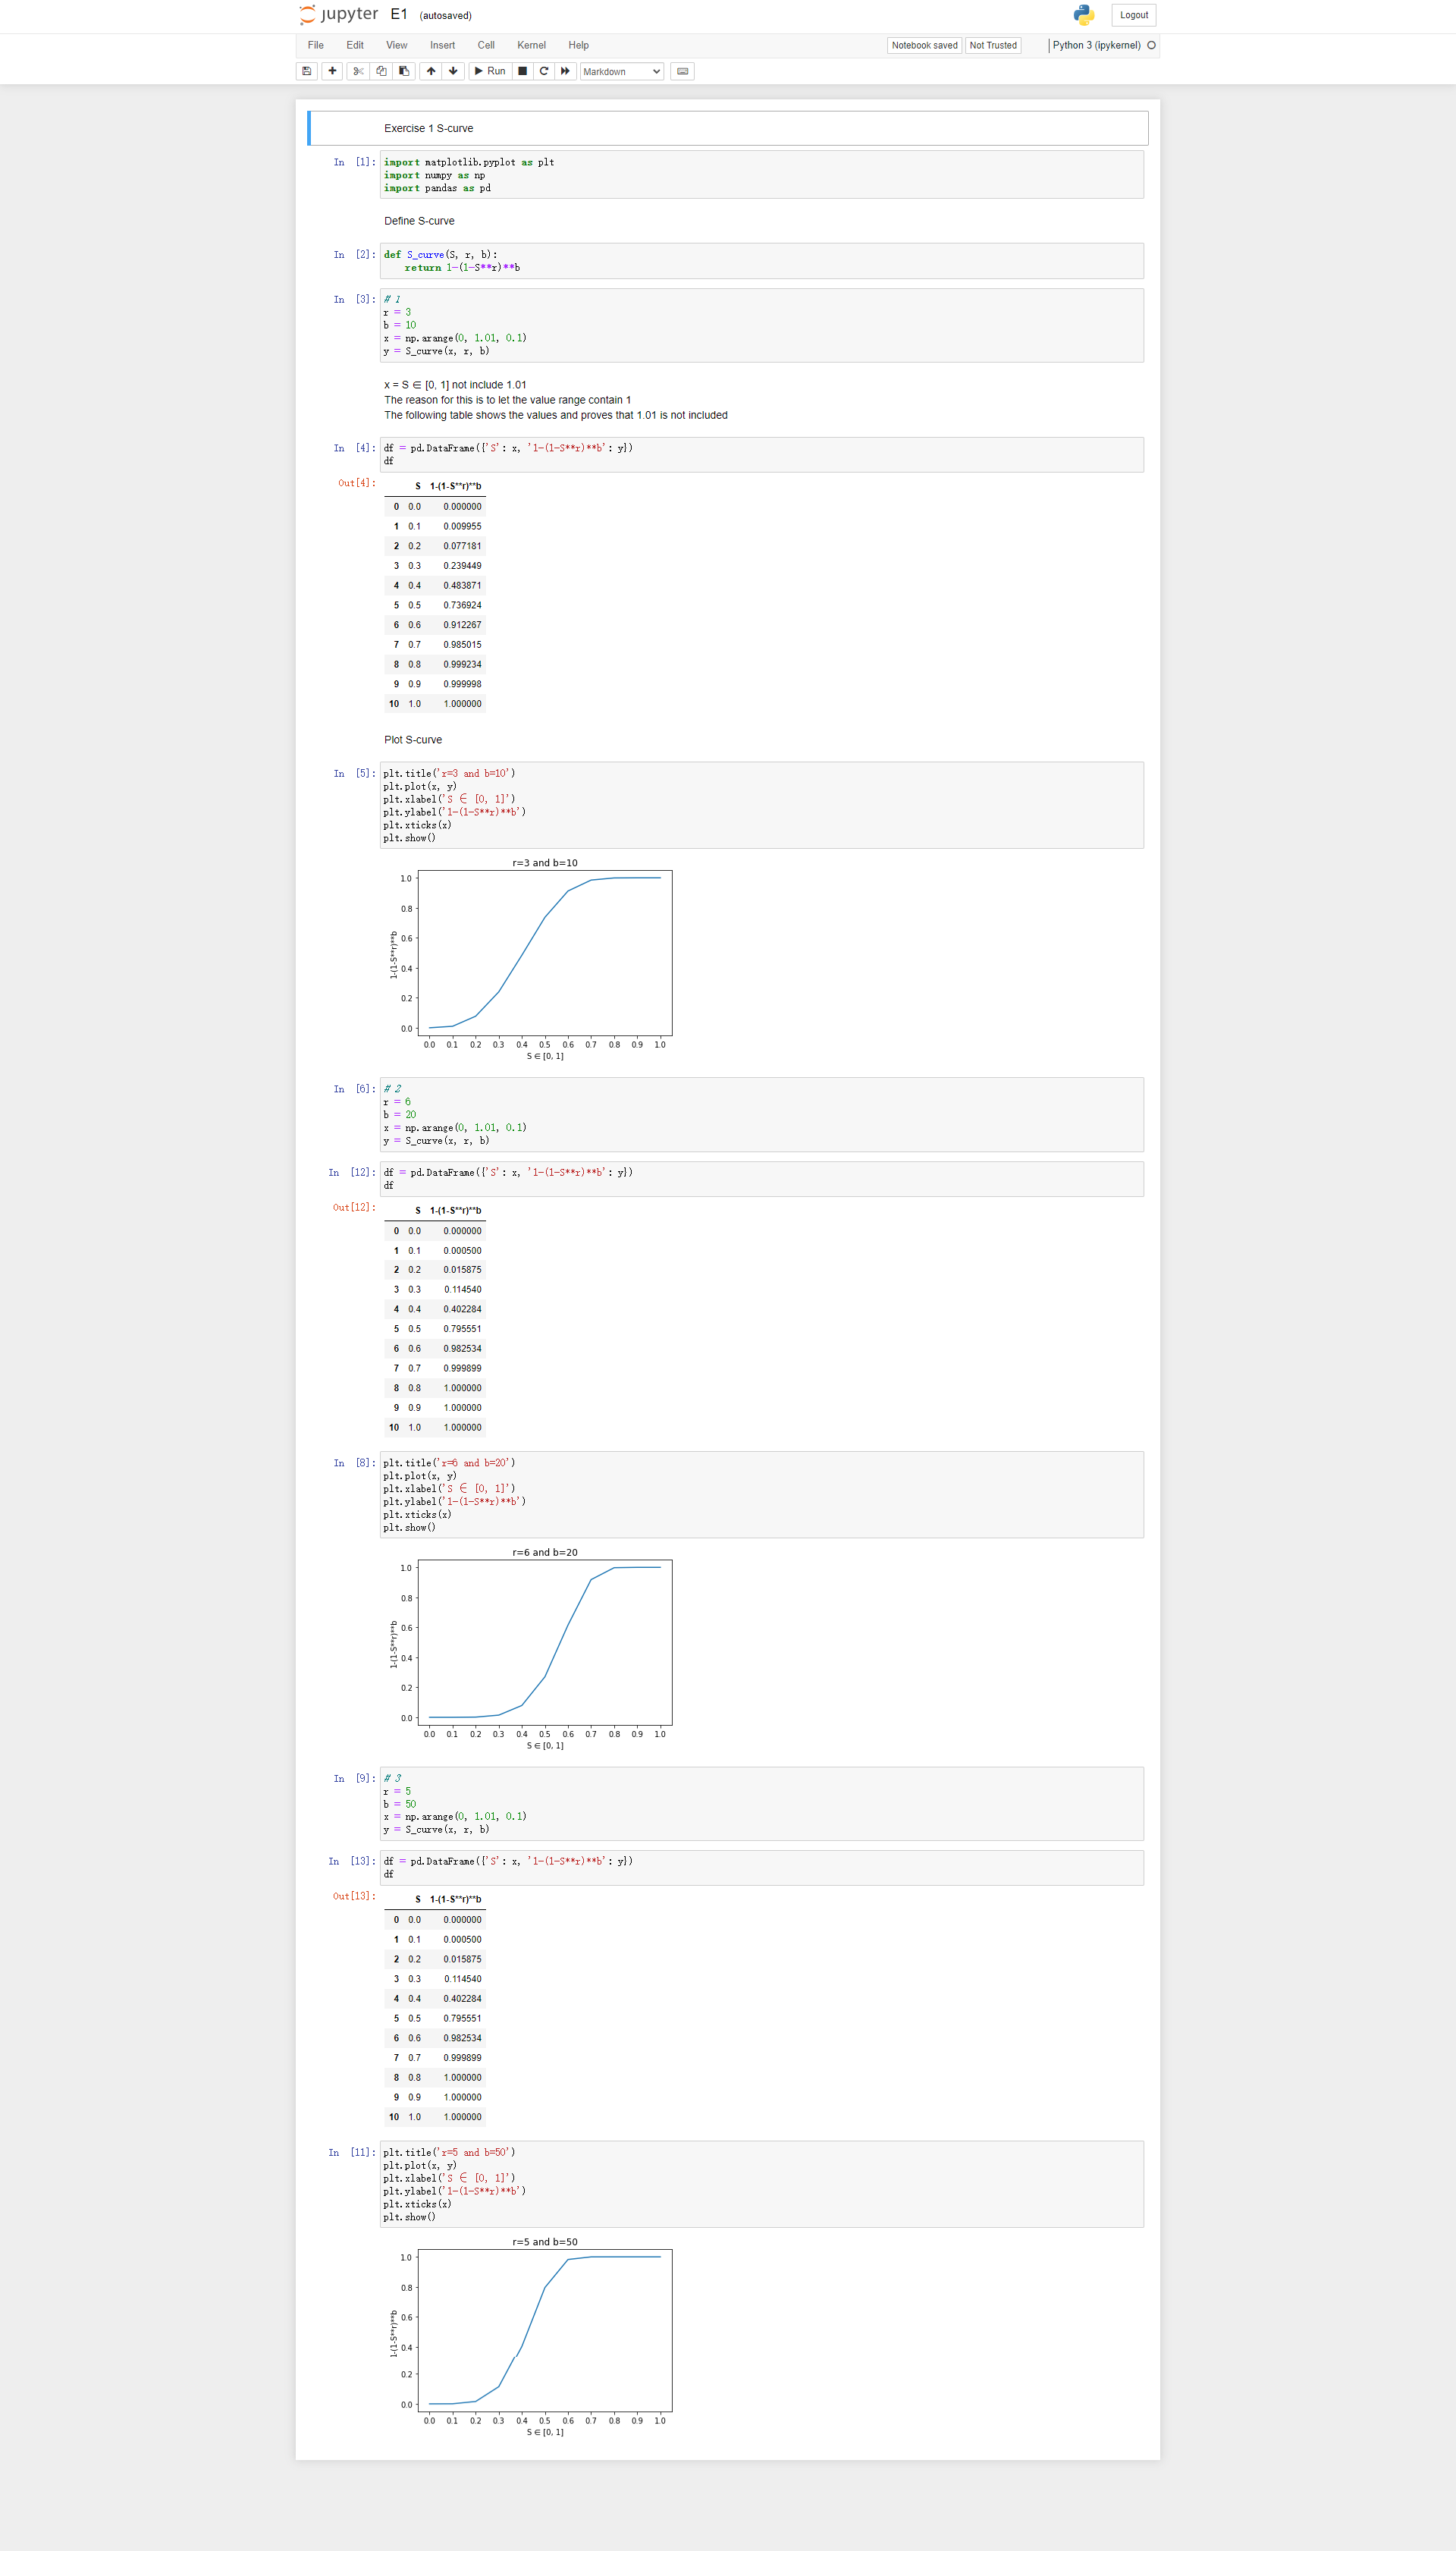 jupyter E1 (autosaved)
Logout
File Edit View Insert Cell Kernel Help
Notebook saved Not Trusted Python 3 (ipykernel)
Run Markdown
Exercise 1 S-curve
In [1]: import matplotlib.pyplot as plt
import numpy as np
import pandas as pd
Define S-curve
In [2]: def S_curve(S, r, b):
return 1-(1-S**r)**b
In [3]: # 1
r = 3
b = 10
x = np.arange(0, 1.01, 0.1)
y = S_curve(x, r, b)
x = S ∈ [0, 1] not include 1.01
The reason for this is to let the value range contain 1
The following table shows the values and proves that 1.01 is not included
In [4]: df = pd.DataFrame({'S': x, '1-(1-S**r)**b': y})
df
Out[4]:
S 1-(1-S**r)**b
0 0.0 0.000000
1 0.1 0.009955
2 0.2 0.077181
3 0.3 0.239449
4 0.4 0.483871
5 0.5 0.736924
6 0.6 0.912267
7 0.7 0.985015
8 0.8 0.999234
9 0.9 0.999998
10 1.0 1.000000
Plot S-curve
In [5]: plt.title('r=3 and b=10')
plt.plot(x, y)
plt.xlabel('S ∈ [0, 1]')
plt.ylabel('1-(1-S**r)**b')
plt.xticks(x)
plt.show()
r=3 and b=10
1.0
0.8
0.6
0.4
0.2
0.0
1-(1-S**r)**b
0.0 0.1 0.2 0.3 0.4 0.5 0.6 0.7 0.8 0.9 1.0
S ∈ [0, 1]
In [6]: # 2
r = 6
b = 20
x = np.arange(0, 1.01, 0.1)
y = S_curve(x, r, b)
In [12]: df = pd.DataFrame({'S': x, '1-(1-S**r)**b': y})
df
Out[12]:
S 1-(1-S**r)**b
0 0.0 0.000000
1 0.1 0.000500
2 0.2 0.015875
3 0.3 0.114540
4 0.4 0.402284
5 0.5 0.795551
6 0.6 0.982534
7 0.7 0.999899
8 0.8 1.000000
9 0.9 1.000000
10 1.0 1.000000
In [8]: plt.title('r=6 and b=20')
plt.plot(x, y)
plt.xlabel('S ∈ [0, 1]')
plt.ylabel('1-(1-S**r)**b')
plt.xticks(x)
plt.show()
r=6 and b=20
1.0
0.8
0.6
0.4
0.2
0.0
1-(1-S**r)**b
0.0 0.1 0.2 0.3 0.4 0.5 0.6 0.7 0.8 0.9 1.0
S ∈ [0, 1]
In [9]: # 3
r = 5
b = 50
x = np.arange(0, 1.01, 0.1)
y = S_curve(x, r, b)
In [13]: df = pd.DataFrame({'S': x, '1-(1-S**r)**b': y})
df
Out[13]:
S 1-(1-S**r)**b
0 0.0 0.000000
1 0.1 0.000500
2 0.2 0.015875
3 0.3 0.114540
4 0.4 0.402284
5 0.5 0.795551
6 0.6 0.982534
7 0.7 0.999899
8 0.8 1.000000
9 0.9 1.000000
10 1.0 1.000000
In [11]: plt.title('r=5 and b=50')
plt.plot(x, y)
plt.xlabel('S ∈ [0, 1]')
plt.ylabel('1-(1-S**r)**b')
plt.xticks(x)
plt.show()
r=5 and b=50
1.0
0.8
0.6
0.4
0.2
0.0
1-(1-S**r)**b
0.0 0.1 0.2 0.3 0.4 0.5 0.6 0.7 0.8 0.9 1.0
S ∈ [0, 1]